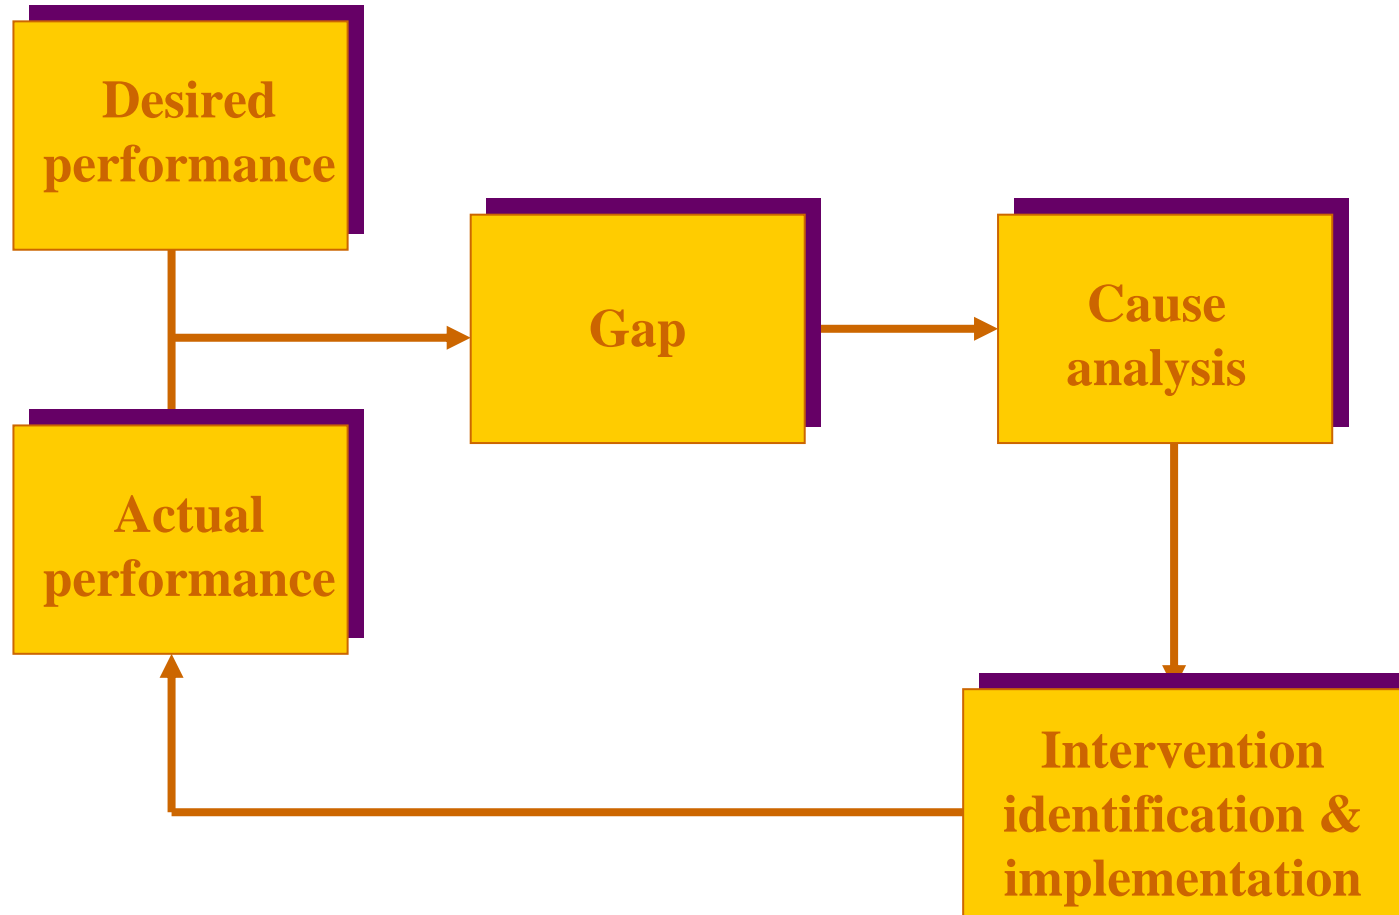 Desired
performance
Gap
Cause
analysis
Actual
performance
Intervention
identification &
implementation